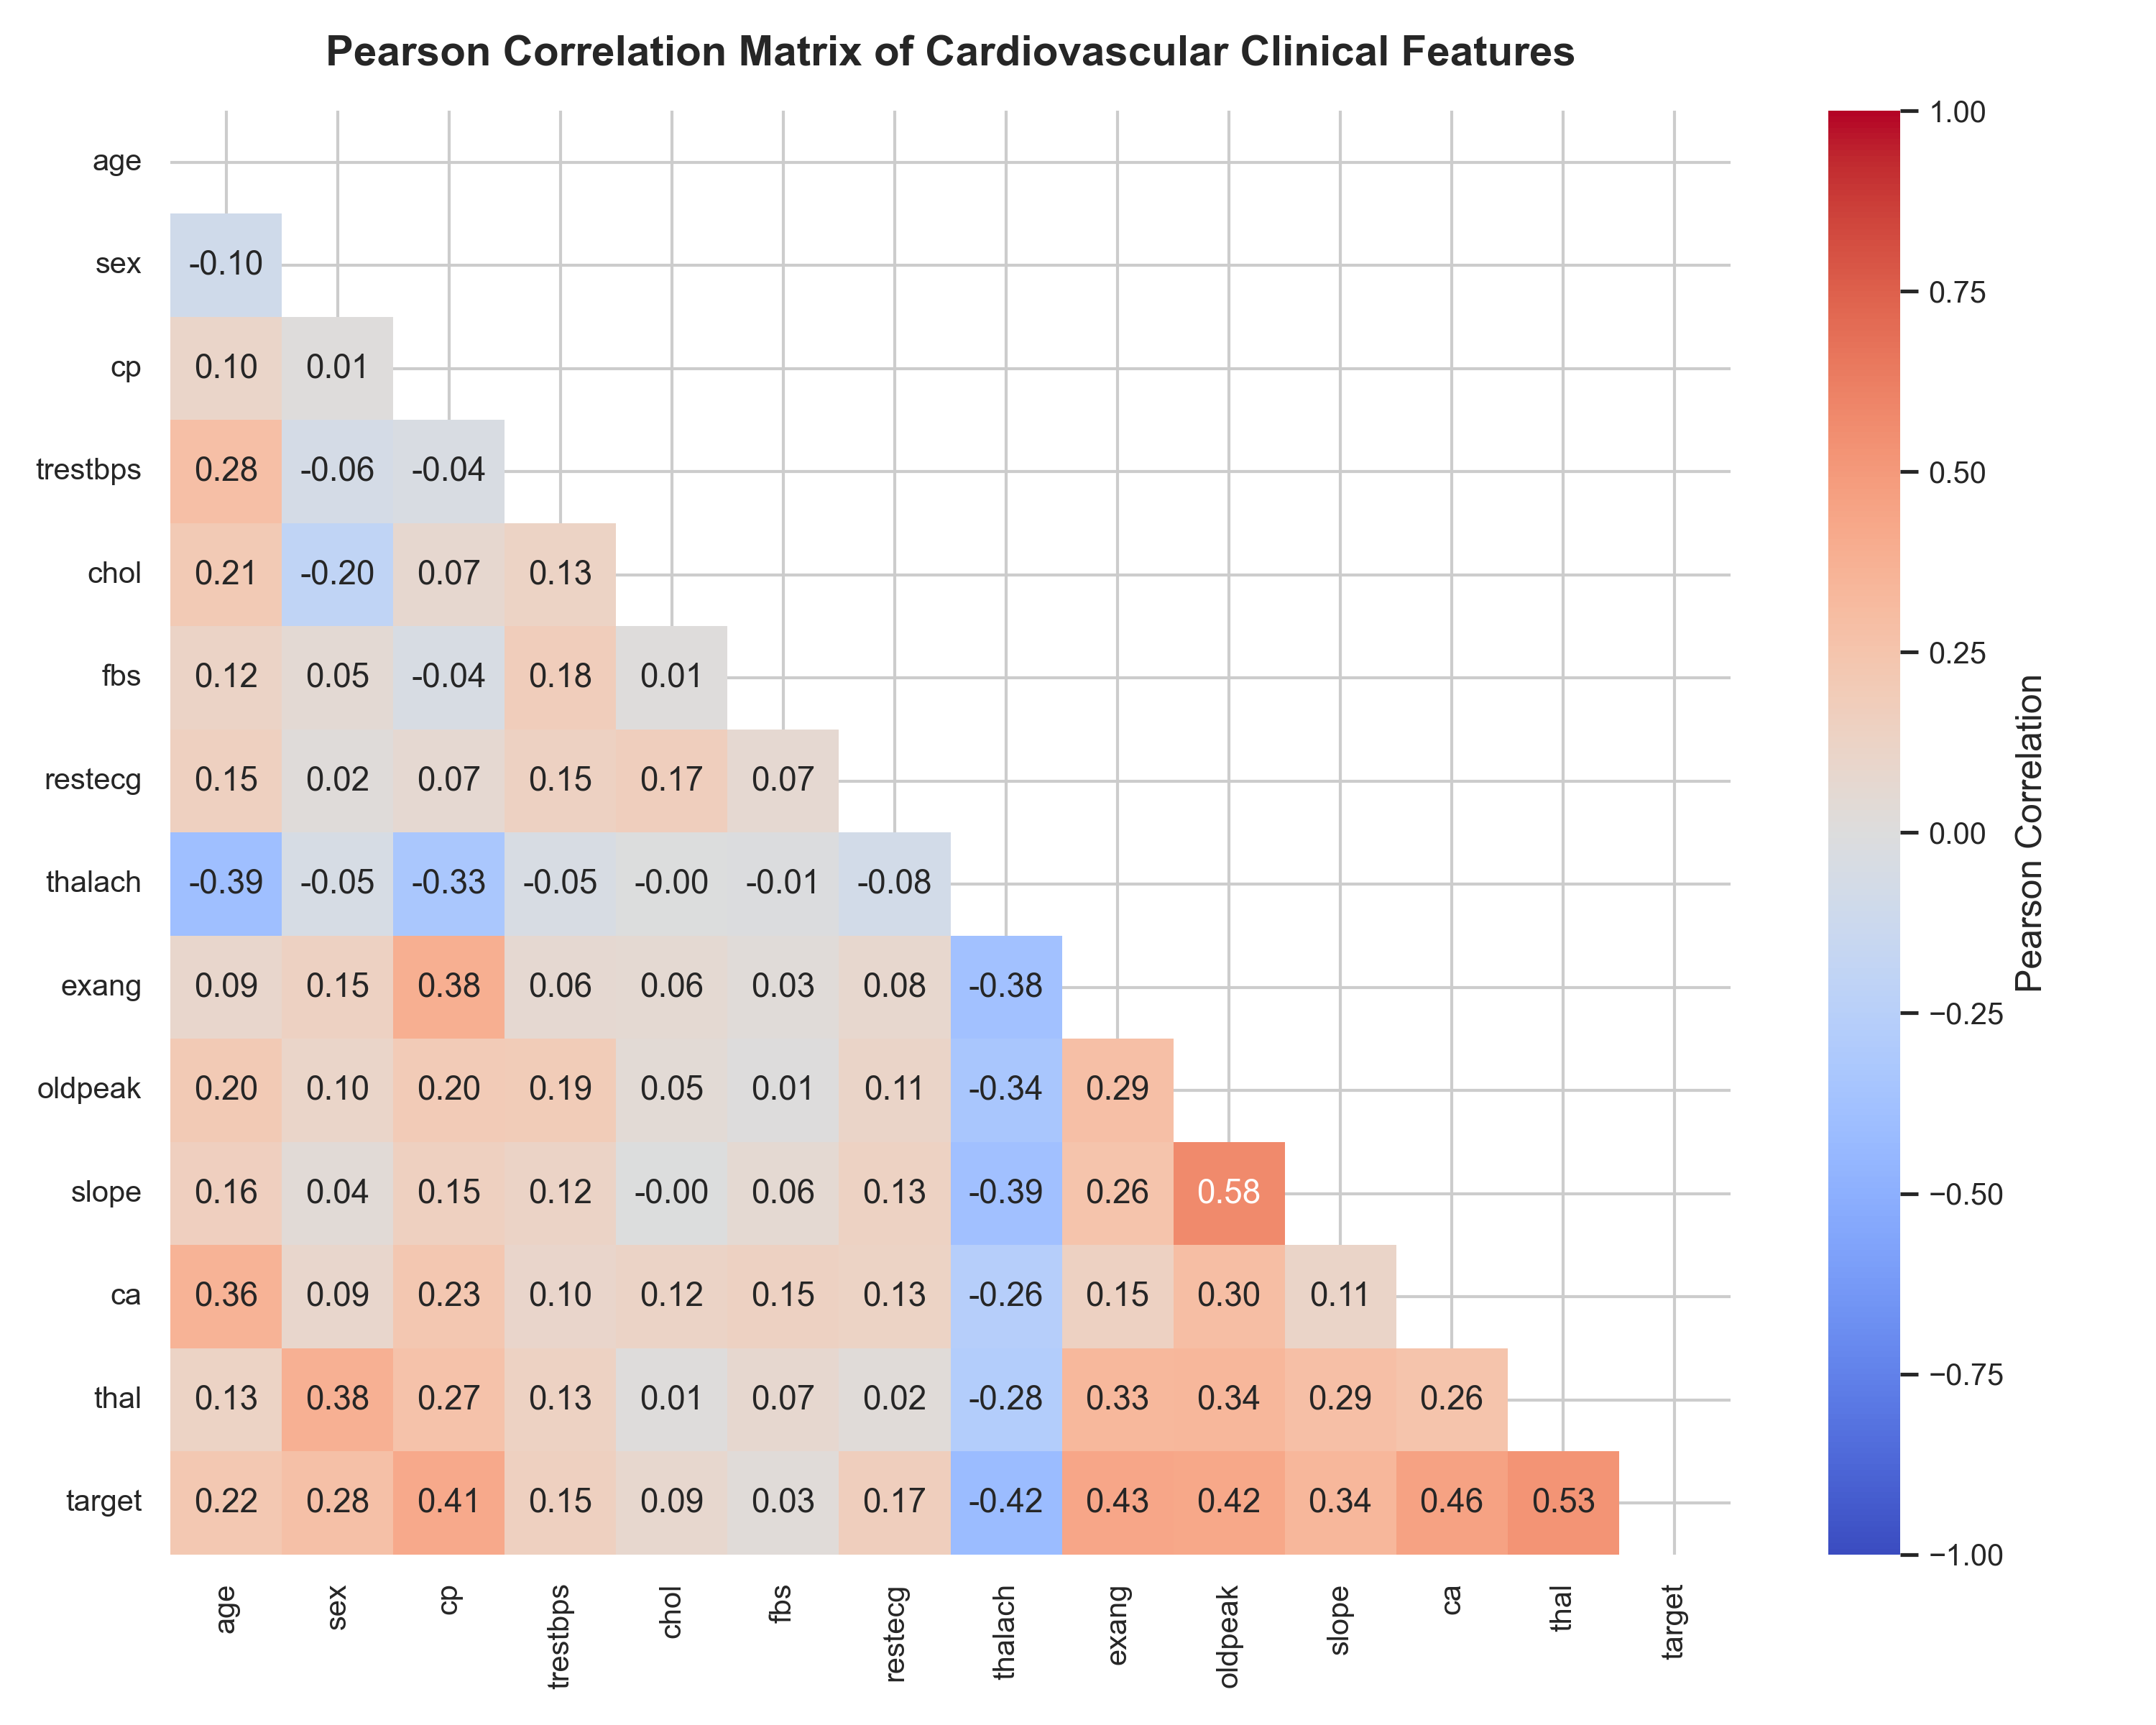 Pearson Correlation Matrix of Cardiovascular Clinical Features
age
sex -0.10
cp 0.10 0.01
trestbps 0.28 -0.06 -0.04
chol 0.21 -0.20 0.07 0.13
fbs 0.12 0.05 -0.04 0.18 0.01
restecg 0.15 0.02 0.07 0.15 0.17 0.07
thalach -0.39 -0.05 -0.33 -0.05 -0.00 -0.01 -0.08
exang 0.09 0.15 0.38 0.06 0.06 0.03 0.08 -0.38
oldpeak 0.20 0.10 0.20 0.19 0.05 0.01 0.11 -0.34 0.29
slope 0.16 0.04 0.15 0.12 -0.00 0.06 0.13 -0.39 0.26 0.58
ca 0.36 0.09 0.23 0.10 0.12 0.15 0.13 -0.26 0.15 0.30 0.11
thal 0.13 0.38 0.27 0.13 0.01 0.07 0.02 -0.28 0.33 0.34 0.29 0.26
target 0.22 0.28 0.41 0.15 0.09 0.03 0.17 -0.42 0.43 0.42 0.34 0.46 0.53
age sex cp trestbps chol fbs restecg thalach exang oldpeak slope ca thal target
1.00
0.75
0.50
0.25
0.00
−0.25
−0.50
−0.75
−1.00
Pearson Correlation